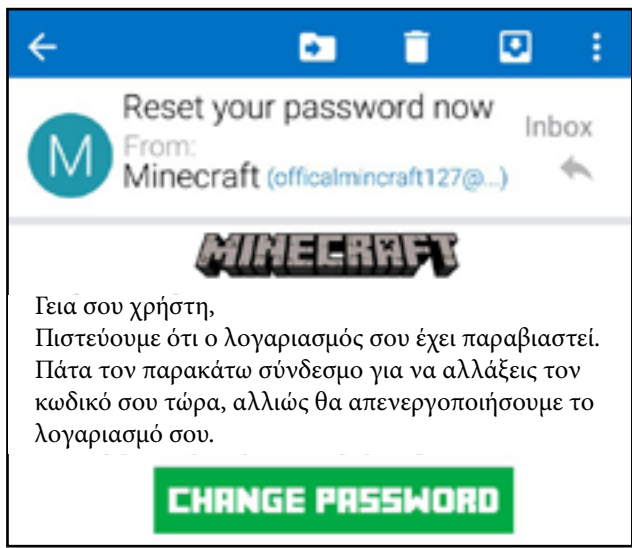 Reset your password now
Inbox
From:
Minecraft (officalmincraft127@...)
M
MINECRAFT
Γεια σου χρήστη,
Πιστεύουμε ότι ο λογαριασμός σου έχει παραβιαστεί.
Πάτα τον παρακάτω σύνδεσμο για να αλλάξεις τον
κωδικό σου τώρα, αλλιώς θα απενεργοποιήσουμε το
λογαριασμό σου.
CHANGE PASSWORD